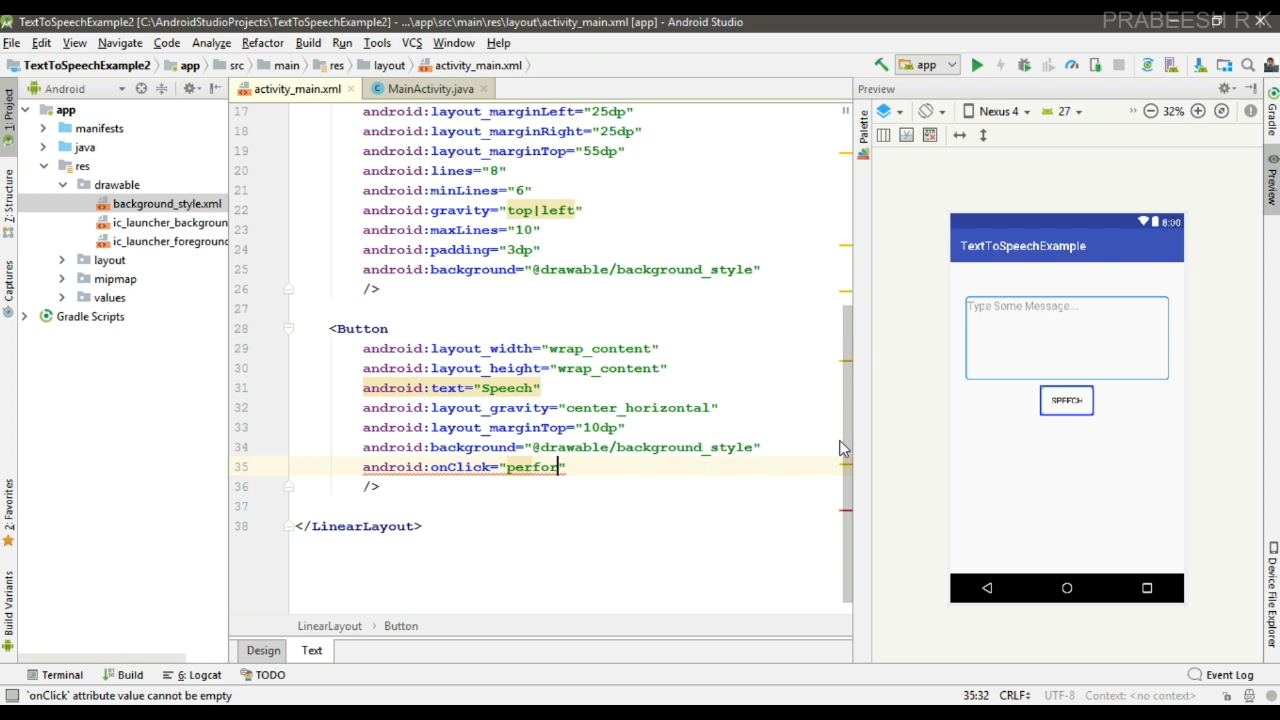 TextToSpeechExample2 [C:\AndroidStudioProjects\TextToSpeechExample2] - ...\app\src\main\res\layout\activity_main.xml [app] - Android Studio
PRABEESH R K
File Edit View Navigate Code Analyze Refactor Build Run Tools VCS Window Help
TextToSpeechExample2 app src main res layout activity_main.xml
app
1: Project
Z: Structure
Captures
2: Favorites
Build Variants
Android
app
manifests
java
res
drawable
background_style.xml
ic_launcher_backgroun
ic_launcher_foreground
layout
mipmap
values
Gradle Scripts
activity_main.xml MainActivity.java
17 android:layout_marginLeft="25dp"
18 android:layout_marginRight="25dp"
19 android:layout_marginTop="55dp"
20 android:lines="8"
21 android:minLines="6"
22 android:gravity="top|left"
23 android:maxLines="10"
24 android:padding="3dp"
25 android:background="@drawable/background_style"
26 />
27
28 <Button
29 android:layout_width="wrap_content"
30 android:layout_height="wrap_content"
31 android:text="Speech"
32 android:layout_gravity="center_horizontal"
33 android:layout_marginTop="10dp"
34 android:background="@drawable/background_style"
35 android:onClick="perfor"
36 />
37
38 </LinearLayout>
LinearLayout › Button
Design Text
Preview
Palette
Nexus 4 27 32%
8:00
TextToSpeechExample
Type Some Message...
SPEECH
Gradle
Preview
Device File Explorer
Terminal Build 6: Logcat TODO Event Log
`onClick` attribute value cannot be empty 35:32 CRLF UTF-8 Context: <no context>